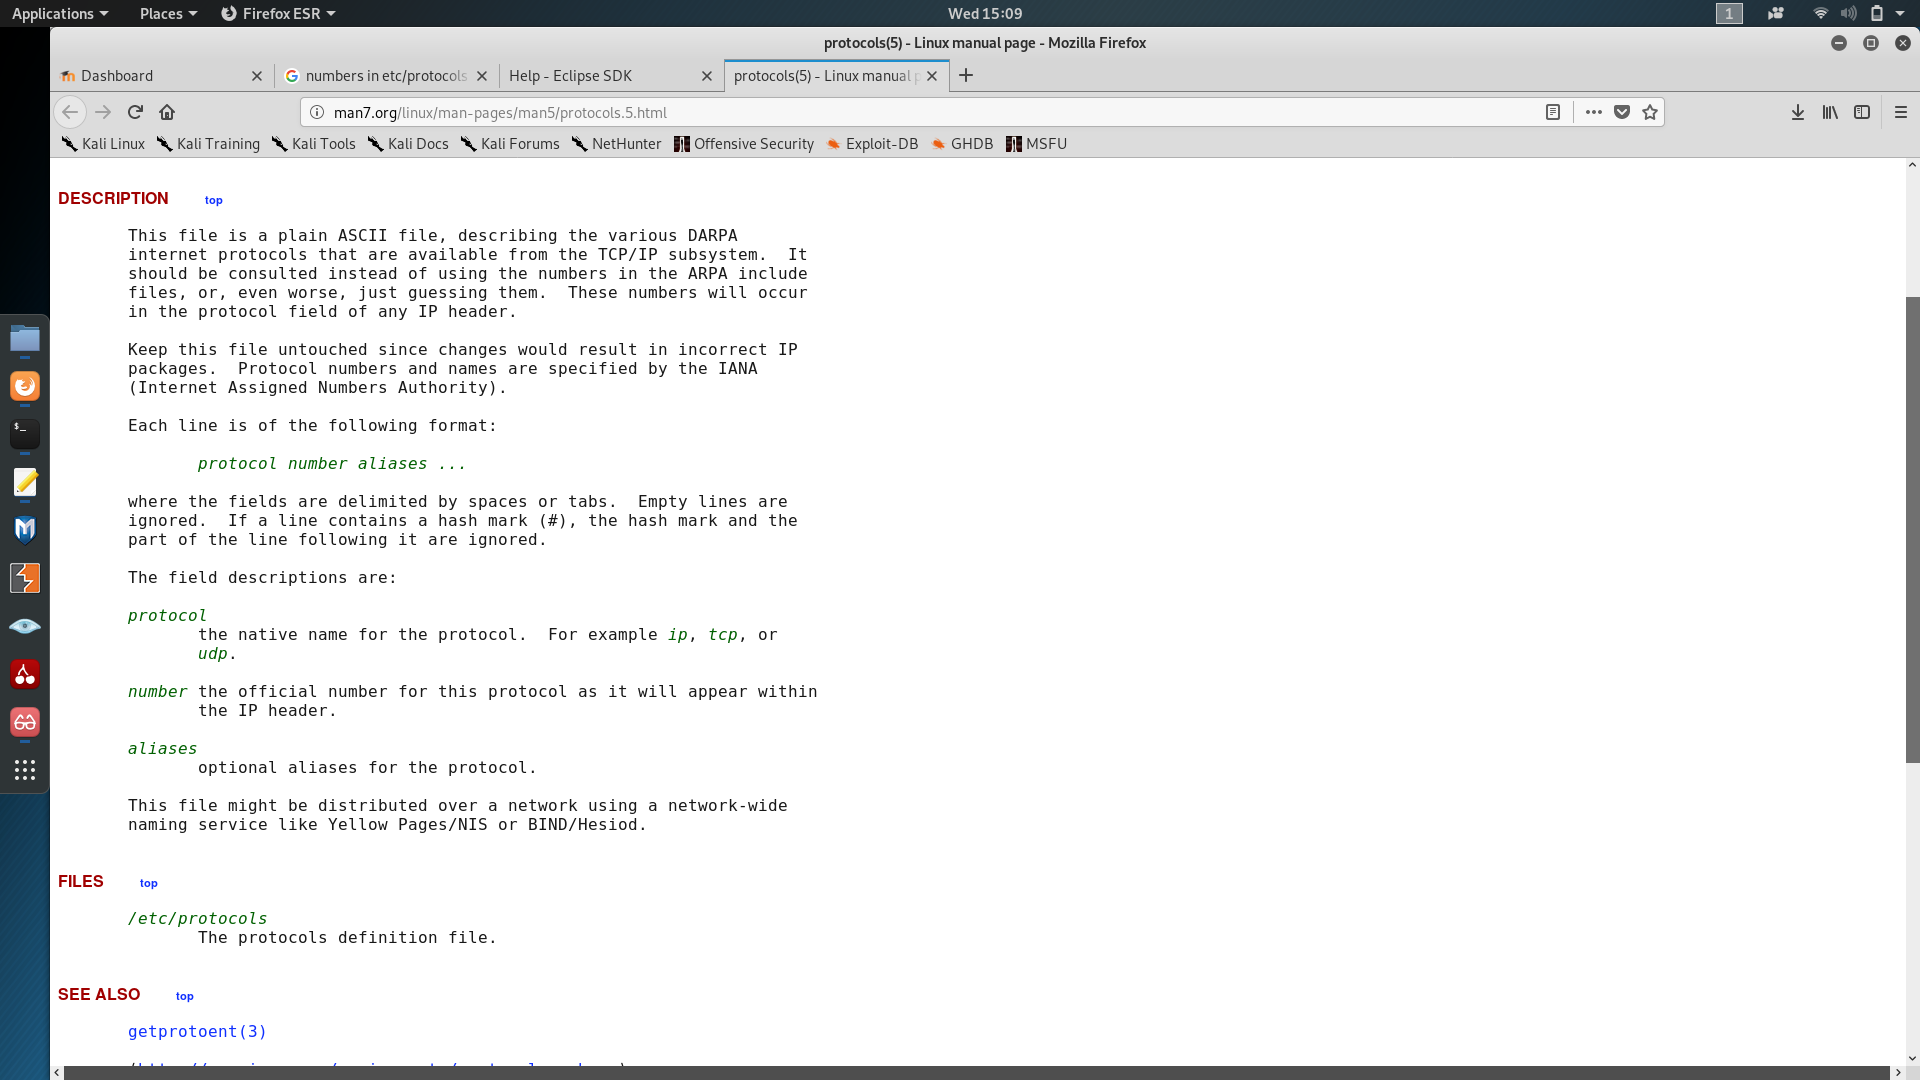 Applications Places Firefox ESR Wed 15:09 1
protocols(5) - Linux manual page - Mozilla Firefox
Dashboard numbers in etc/protocols Help - Eclipse SDK protocols(5) - Linux manual p
man7.org/linux/man-pages/man5/protocols.5.html
Kali Linux Kali Training Kali Tools Kali Docs Kali Forums NetHunter Offensive Security Exploit-DB GHDB MSFU
DESCRIPTION top
This file is a plain ASCII file, describing the various DARPA
internet protocols that are available from the TCP/IP subsystem. It
should be consulted instead of using the numbers in the ARPA include
files, or, even worse, just guessing them. These numbers will occur
in the protocol field of any IP header.
Keep this file untouched since changes would result in incorrect IP
packages. Protocol numbers and names are specified by the IANA
(Internet Assigned Numbers Authority).
Each line is of the following format:
protocol number aliases ...
where the fields are delimited by spaces or tabs. Empty lines are
ignored. If a line contains a hash mark (#), the hash mark and the
part of the line following it are ignored.
The field descriptions are:
protocol
the native name for the protocol. For example ip, tcp, or
udp.
number the official number for this protocol as it will appear within
the IP header.
aliases
optional aliases for the protocol.
This file might be distributed over a network using a network-wide
naming service like Yellow Pages/NIS or BIND/Hesiod.
FILES top
/etc/protocols
The protocols definition file.
SEE ALSO top
getprotoent(3)